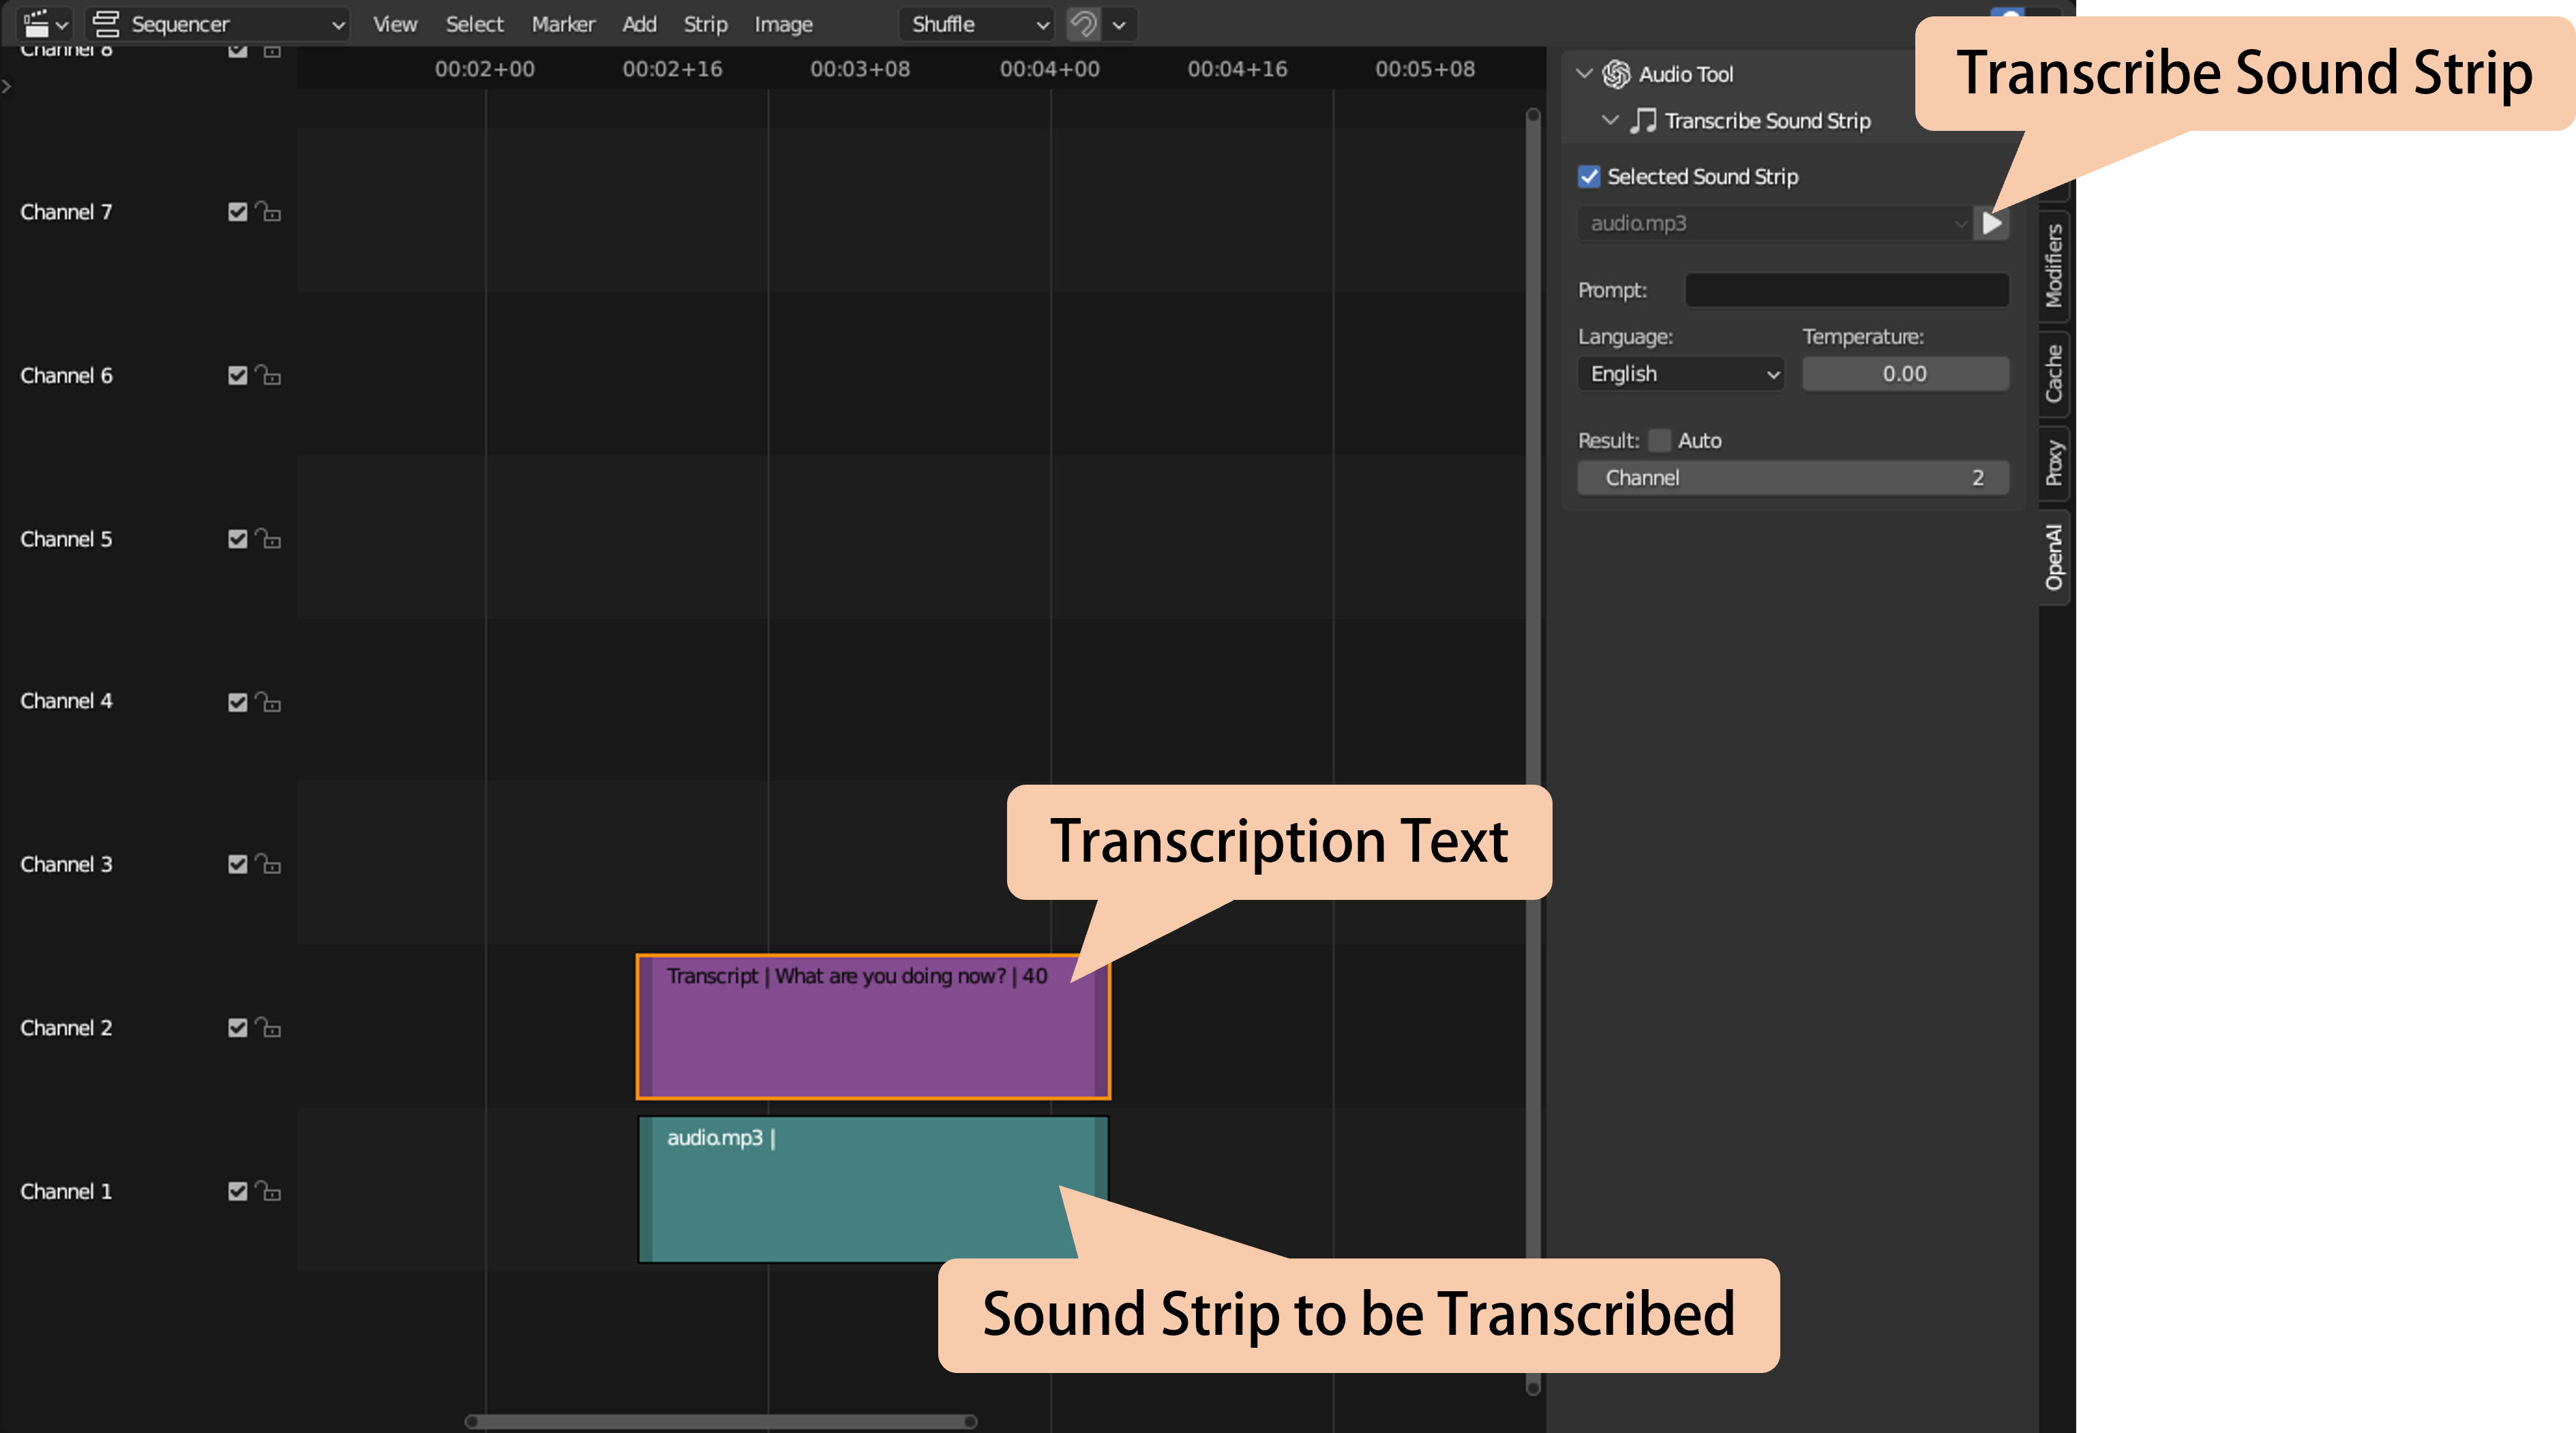 Sequencer View Select Marker Add Strip Image Shuffle
Channel 8
00:02+00 00:02+16 00:03+08 00:04+00 00:04+16 00:05+08
Audio Tool
Transcribe Sound Strip
Transcribe Sound Strip
Selected Sound Strip
audio.mp3
Prompt:
Language: Temperature:
English 0.00
Result: Auto
Channel 2
Modifiers
Cache
Proxy
OpenAI
Channel 7
Channel 6
Channel 5
Channel 4
Channel 3
Transcription Text
Channel 2
Transcript | What are you doing now? | 40
Channel 1
audio.mp3 |
Sound Strip to be Transcribed